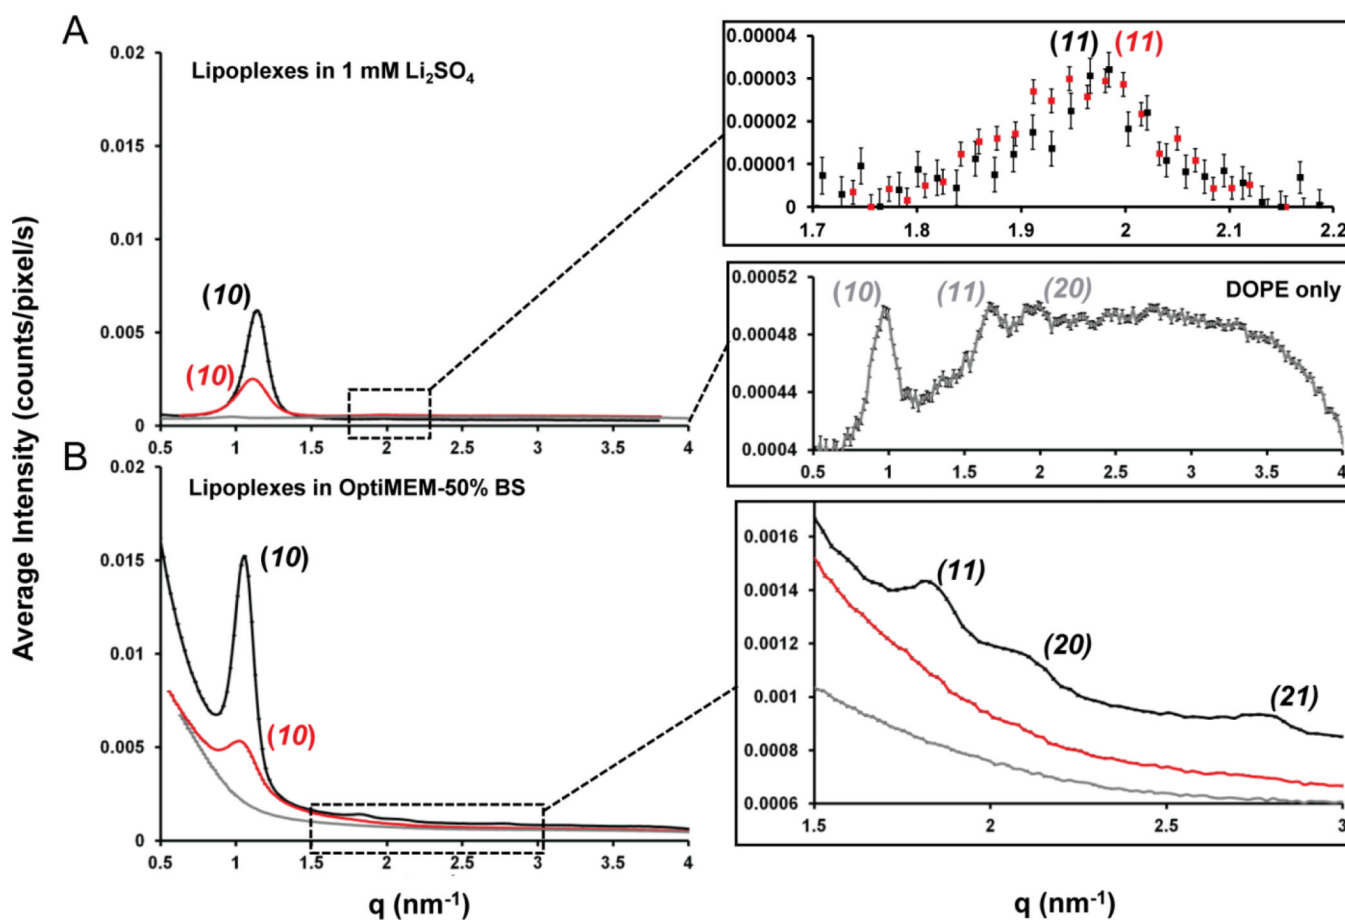 A
Average Intensity (counts/pixel/s)
Lipoplexes in 1 mM Li₂SO₄
0.02
0.015
0.01
0.005
0
(10)
(10)
0.5 1 1.5 2 2.5 3 3.5 4
0.00004
0.00003
0.00002
0.00001
0
(11) (11)
1.7 1.8 1.9 2 2.1 2.2
0.00052
0.00048
0.00044
0.0004
(10) (11) (20) DOPE only
0.5 1 1.5 2 2.5 3 3.5 4
B
Lipoplexes in OptiMEM-50% BS
0.02
0.015
0.01
0.005
0
(10)
(10)
0.5 1 1.5 2 2.5 3 3.5 4
q (nm⁻¹)
0.0016
0.0014
0.0012
0.001
0.0008
0.0006
(11)
(20)
(21)
1.5 2 2.5 3
q (nm⁻¹)